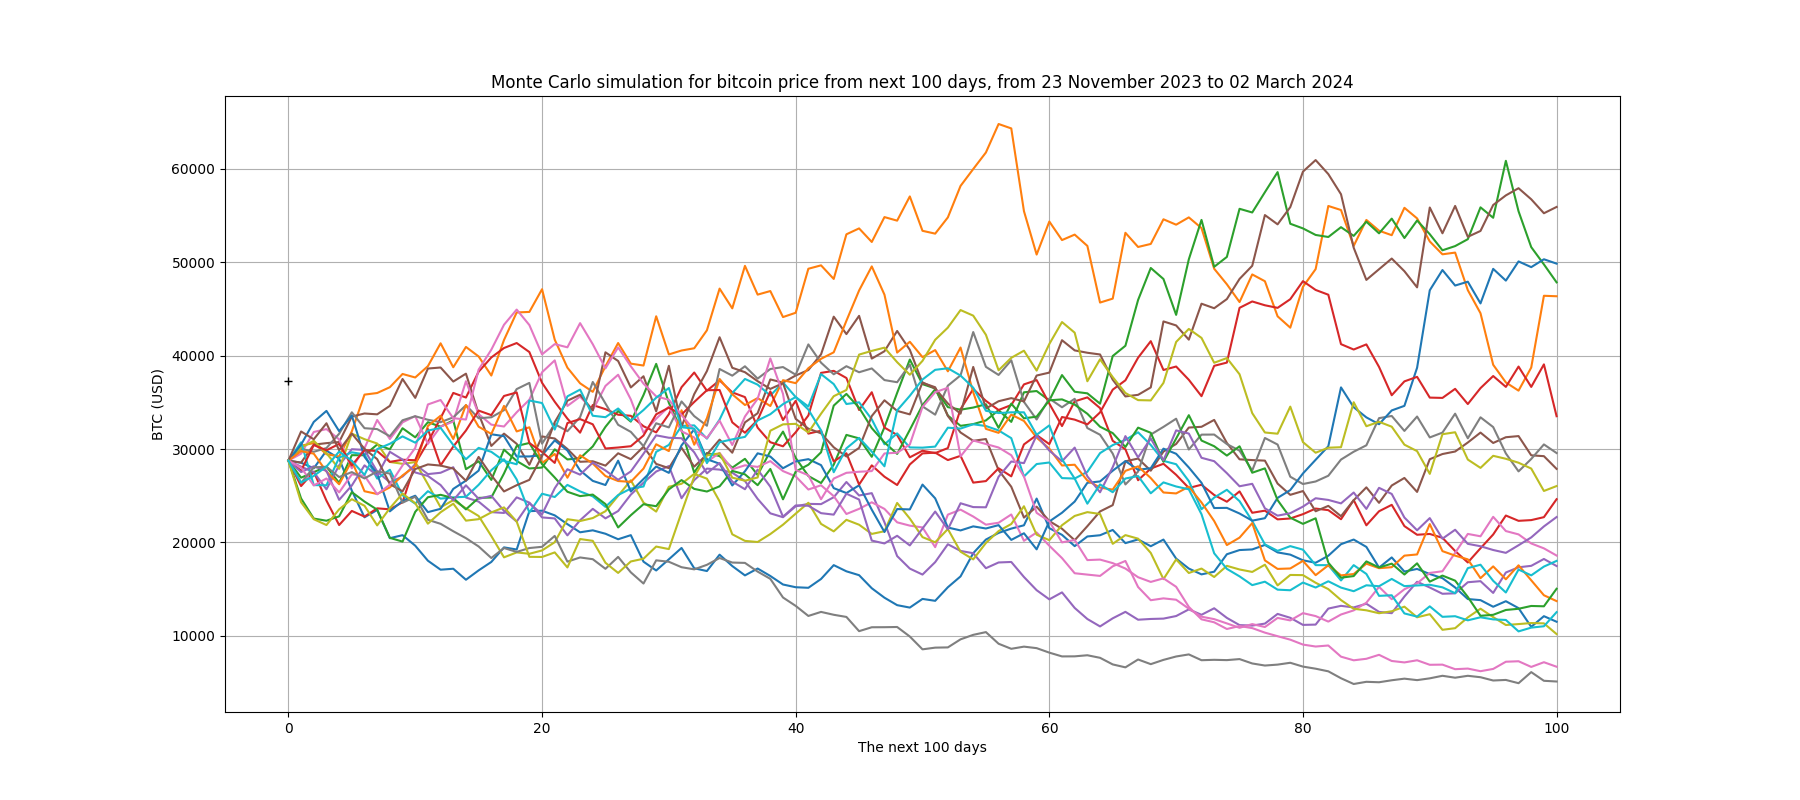 Monte Carlo simulation for bitcoin price from next 100 days, from 23 November 2023 to 02 March 2024
BTC (USD)
60000
50000
40000
30000
20000
10000
0 20 40 60 80 100
The next 100 days